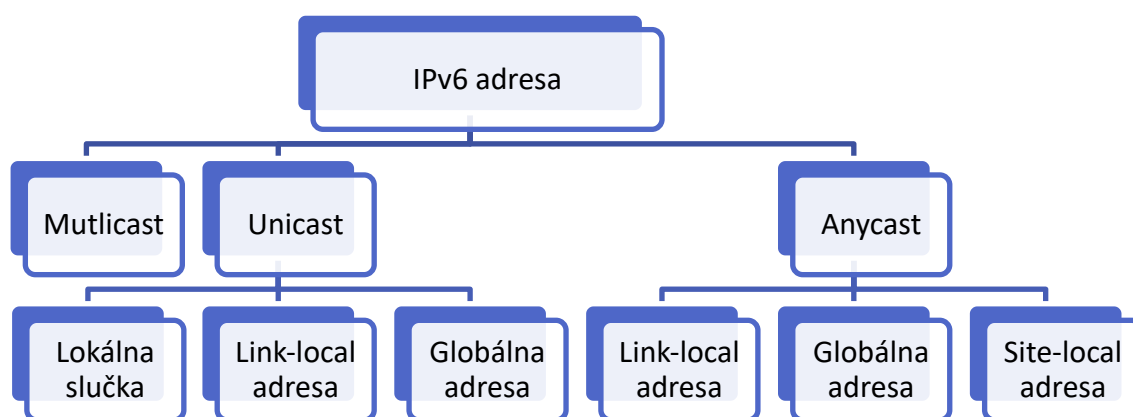 IPv6 adresa
Mutlicast
Unicast
Anycast
Lokálna
slučka
Link-local
adresa
Globálna
adresa
Link-local
adresa
Globálna
adresa
Site-local
adresa